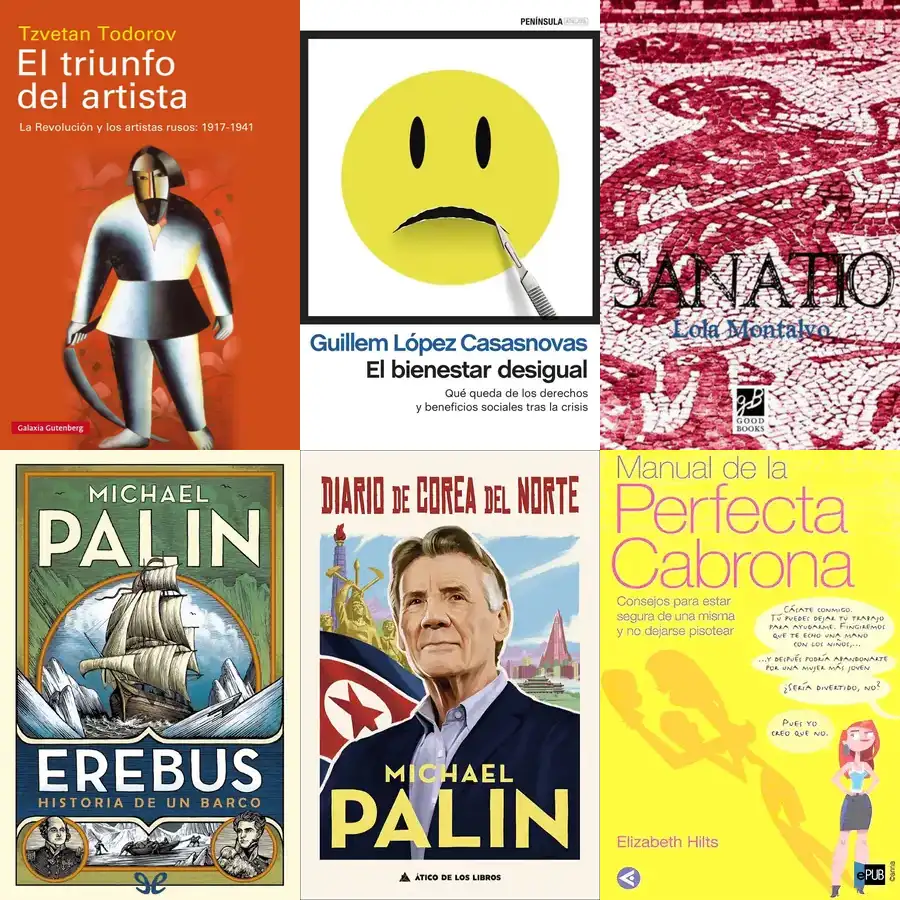 Tzvetan Todorov
El triunfo
del artista
La Revolución y los artistas rusos: 1917-1941
Galaxia Gutenberg
PENÍNSULA
Guillem López Casasnovas
El bienestar desigual
Qué queda de los derechos
y beneficios sociales tras la crisis
SANATIO
Lola Montalvo
gB
GOOD
BOOKS
MICHAEL
PALIN
EREBUS
HISTORIA DE UN BARCO
DIARIO DE COREA DEL NORTE
MICHAEL
PALIN
ÁTICO DE LOS LIBROS
Manual de la
Perfecta
Cabrona
Consejos para estar
segura de una misma
y no dejarse pisotear
CÁSATE CONMIGO.
TÚ PUEDES DEJAR TU TRABAJO
PARA AYUDARME. FINGIREMOS
QUE TE ECHO UNA MANO
CON LOS NIÑOS,...
...Y DESPUÉS PODRÍA ABANDONARTE
POR UNA MUJER MÁS JOVEN
¿SERÍA DIVERTIDO, NO?
PUES YO
CREO QUE NO.
Elizabeth Hilts
ePUB